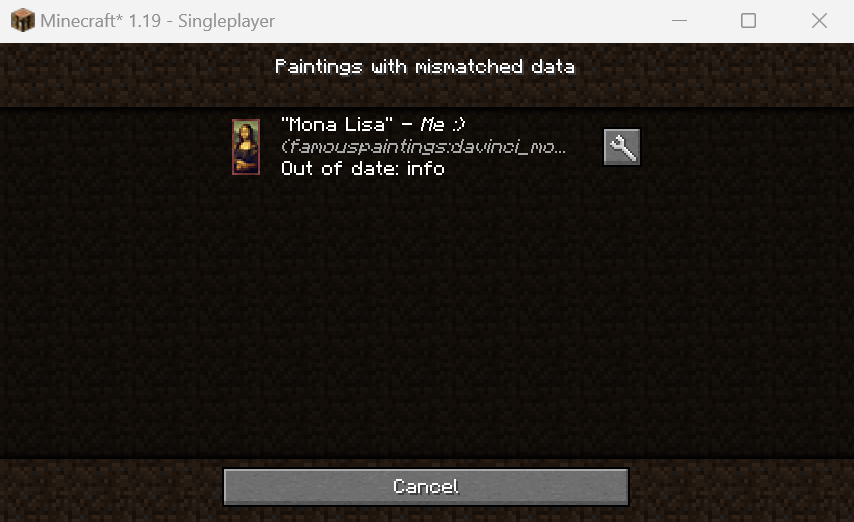 Minecraft* 1.19 - Singleplayer
Paintings with mismatched data
"Mona Lisa" - Me :)
(famouspaintings:davinci_mo...
Out of date: info
Cancel